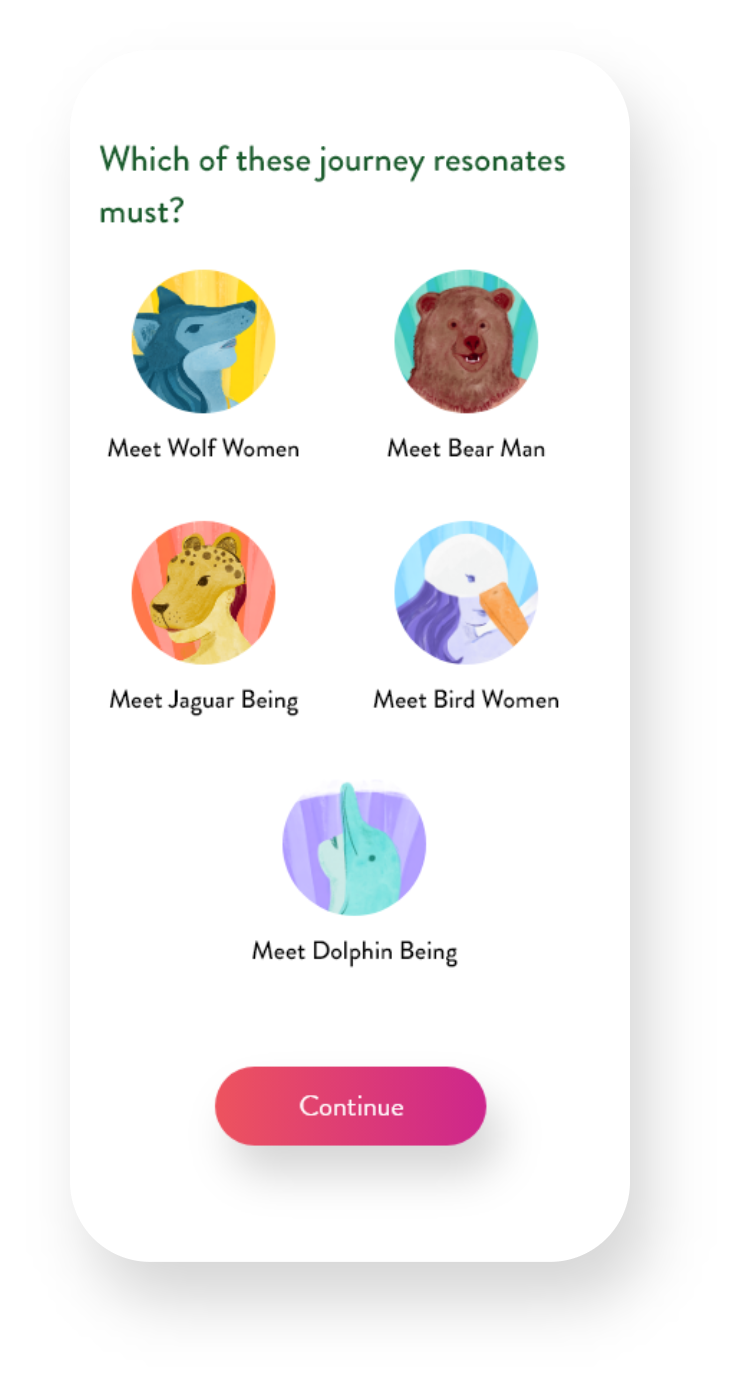 Which of these journey resonates
must?
Meet Wolf Women
Meet Bear Man
Meet Jaguar Being
Meet Bird Women
Meet Dolphin Being
Continue